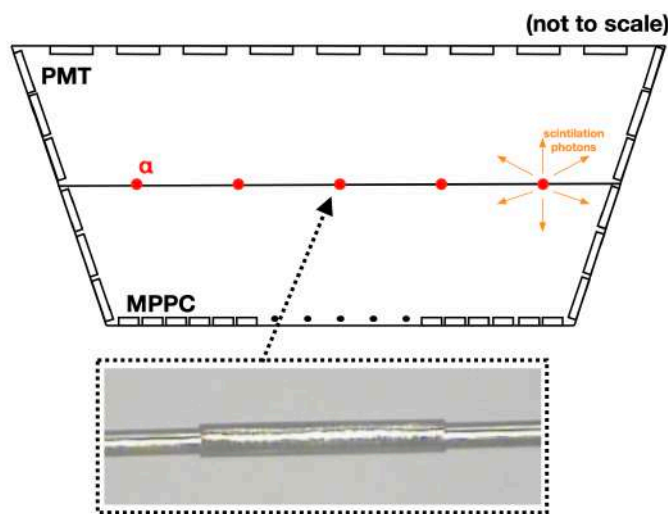 (not to scale)
PMT
scintilation
photons
α
MPPC